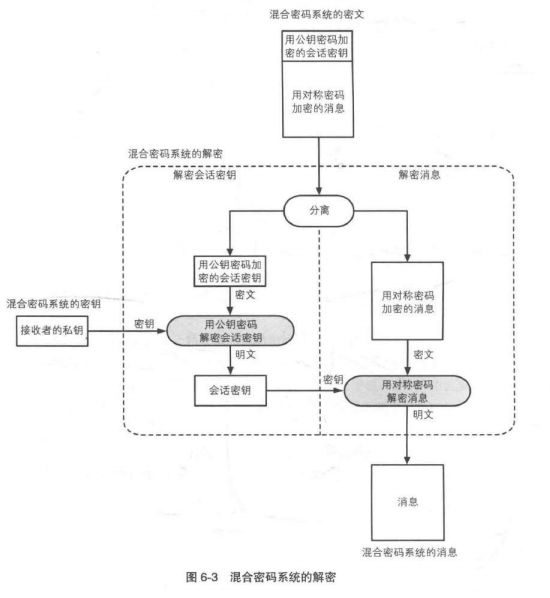 混合密码系统的密文
用公钥密码加
密的会话密钥
用对称密码
加密的消息
混合密码系统的解密
解密会话密钥
解密消息
分离
用公钥密码加
密的会话密钥
用对称密码
加密的消息
密文
混合密码系统的密钥
接收者的私钥
密钥
用公钥密码
解密会话密钥
明文
密文
会话密钥
密钥
用对称密码
解密消息
明文
消息
混合密码系统的消息
图 6-3 混合密码系统的解密